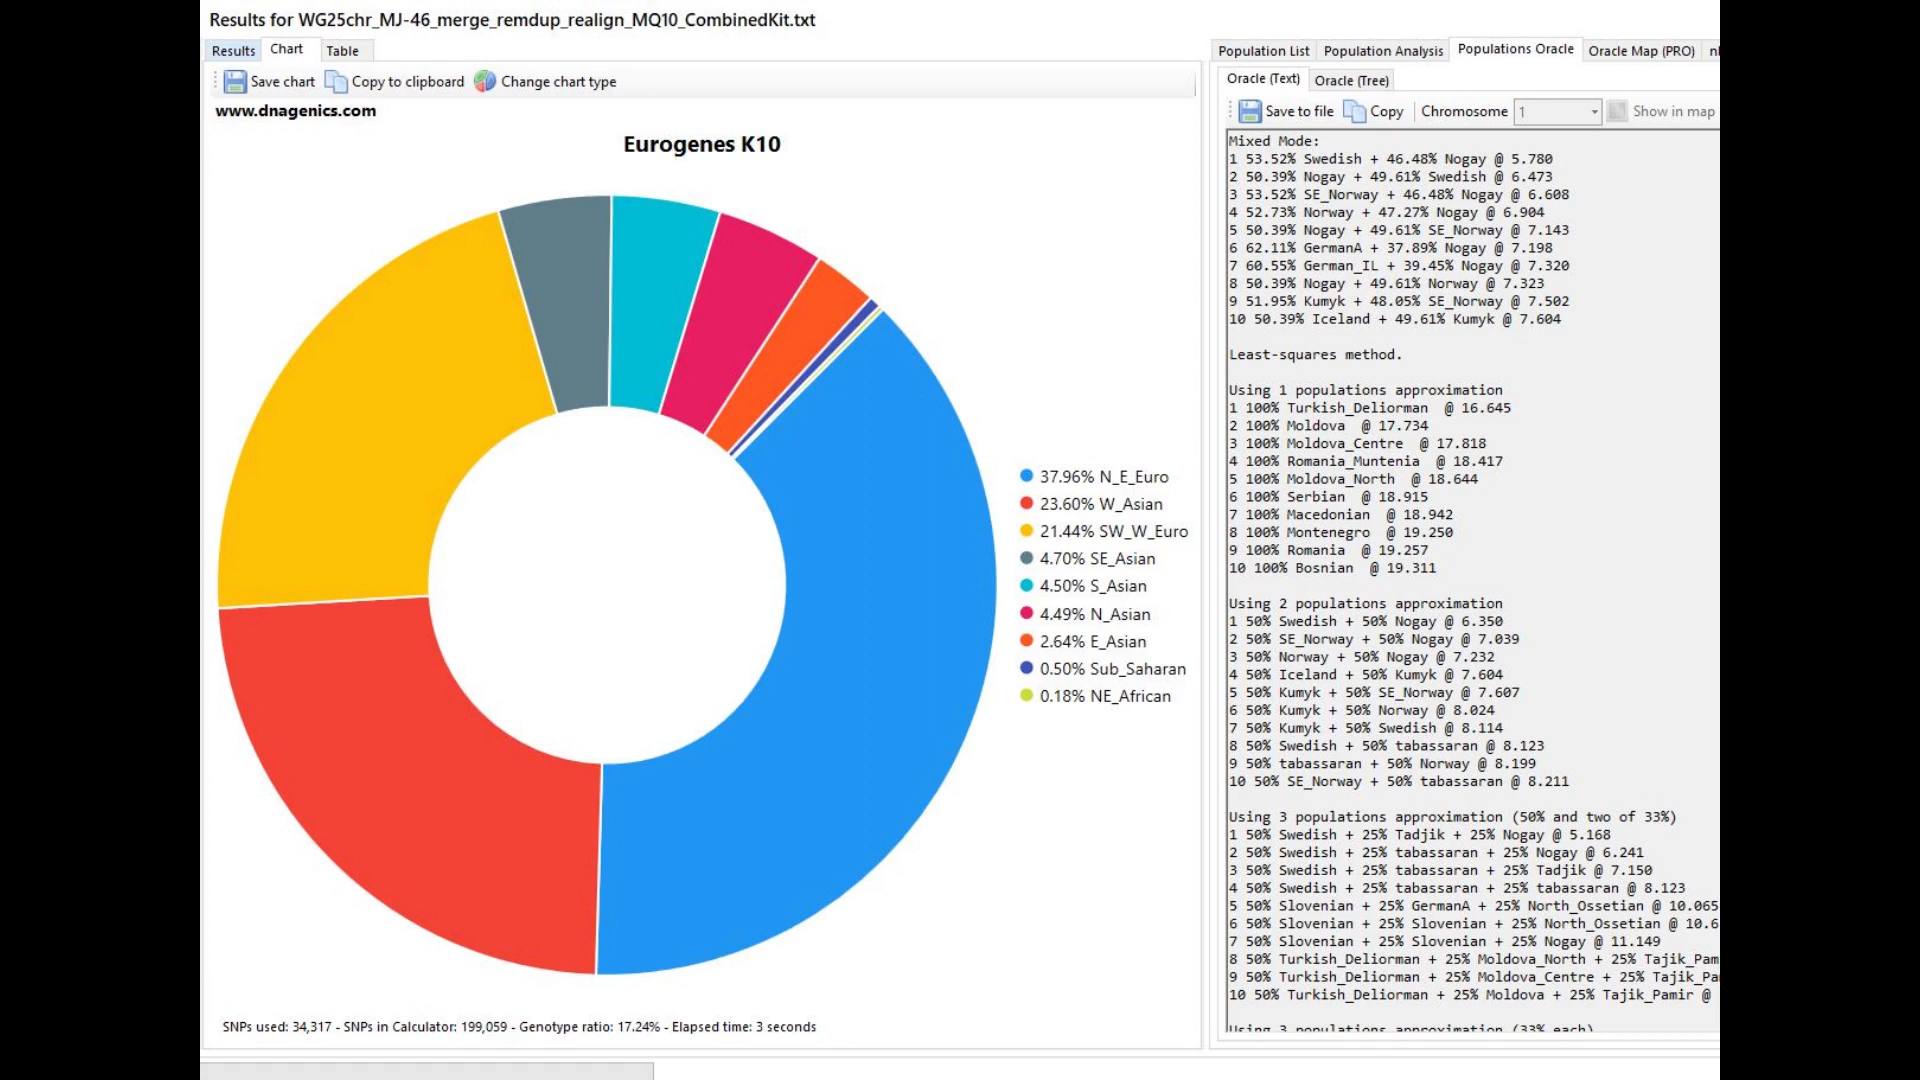 Results for WG25chr_MJ-46_merge_remdup_realign_MQ10_CombinedKit.txt
Results Chart Table
Save chart Copy to clipboard Change chart type
www.dnagenics.com
Eurogenes K10
37.96% N_E_Euro
23.60% W_Asian
21.44% SW_W_Euro
4.70% SE_Asian
4.50% S_Asian
4.49% N_Asian
2.64% E_Asian
0.50% Sub_Saharan
0.18% NE_African
SNPs used: 34,317 - SNPs in Calculator: 199,059 - Genotype ratio: 17.24% - Elapsed time: 3 seconds
Population List Population Analysis Populations Oracle Oracle Map (PRO)
Oracle (Text) Oracle (Tree)
Save to file Copy Chromosome 1 Show in map
Mixed Mode:
1 53.52% Swedish + 46.48% Nogay @ 5.780
2 50.39% Nogay + 49.61% Swedish @ 6.473
3 53.52% SE_Norway + 46.48% Nogay @ 6.608
4 52.73% Norway + 47.27% Nogay @ 6.904
5 50.39% Nogay + 49.61% SE_Norway @ 7.143
6 62.11% GermanA + 37.89% Nogay @ 7.198
7 60.55% German_IL + 39.45% Nogay @ 7.320
8 50.39% Nogay + 49.61% Norway @ 7.323
9 51.95% Kumyk + 48.05% SE_Norway @ 7.502
10 50.39% Iceland + 49.61% Kumyk @ 7.604
Least-squares method.
Using 1 populations approximation
1 100% Turkish_Deliorman @ 16.645
2 100% Moldova @ 17.734
3 100% Moldova_Centre @ 17.818
4 100% Romania_Muntenia @ 18.417
5 100% Moldova_North @ 18.644
6 100% Serbian @ 18.915
7 100% Macedonian @ 18.942
8 100% Montenegro @ 19.250
9 100% Romania @ 19.257
10 100% Bosnian @ 19.311
Using 2 populations approximation
1 50% Swedish + 50% Nogay @ 6.350
2 50% SE_Norway + 50% Nogay @ 7.039
3 50% Norway + 50% Nogay @ 7.232
4 50% Iceland + 50% Kumyk @ 7.604
5 50% Kumyk + 50% SE_Norway @ 7.607
6 50% Kumyk + 50% Norway @ 8.024
7 50% Kumyk + 50% Swedish @ 8.114
8 50% Swedish + 50% tabassaran @ 8.123
9 50% tabassaran + 50% Norway @ 8.199
10 50% SE_Norway + 50% tabassaran @ 8.211
Using 3 populations approximation (50% and two of 33%)
1 50% Swedish + 25% Tadjik + 25% Nogay @ 5.168
2 50% Swedish + 25% tabassaran + 25% Nogay @ 6.241
3 50% Swedish + 25% tabassaran + 25% Tadjik @ 7.150
4 50% Swedish + 25% tabassaran + 25% tabassaran @ 8.123
5 50% Slovenian + 25% GermanA + 25% North_Ossetian @ 10.065
6 50% Slovenian + 25% Slovenian + 25% North_Ossetian @ 10.6
7 50% Slovenian + 25% Slovenian + 25% Nogay @ 11.149
8 50% Turkish_Deliorman + 25% Moldova_North + 25% Tajik_Pam
9 50% Turkish_Deliorman + 25% Moldova_Centre + 25% Tajik_Pa
10 50% Turkish_Deliorman + 25% Moldova + 25% Tajik_Pamir @
Using 3 populations approximation (33% each)